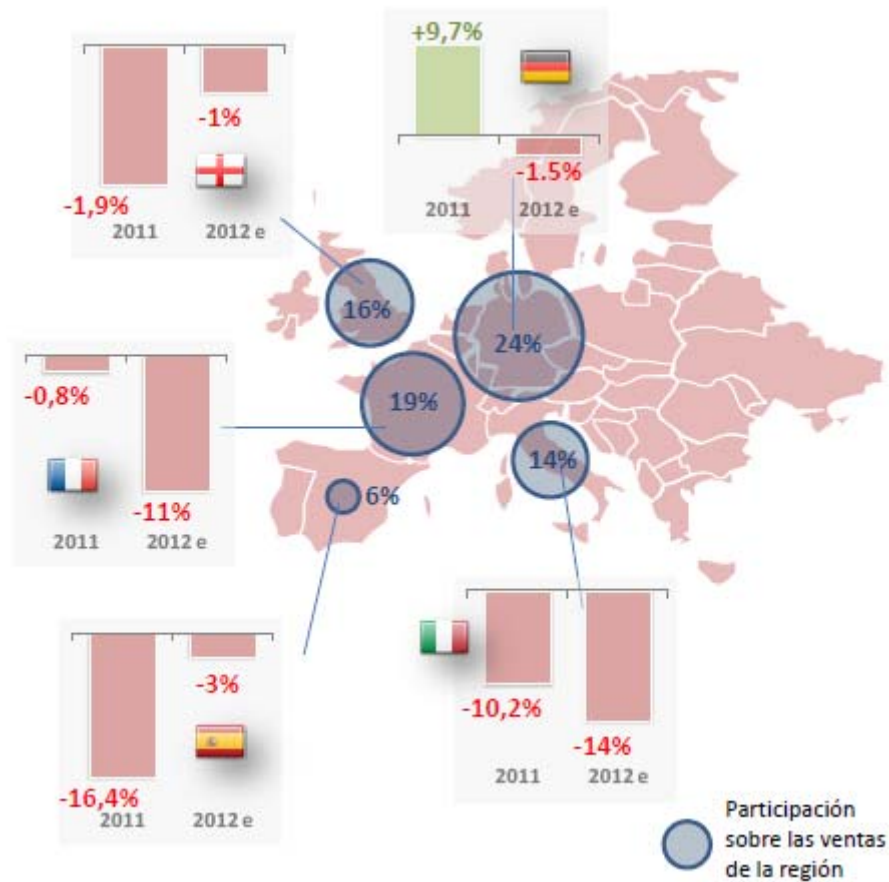 -1%
-1,9%
2011 2012 e
+9,7%
-1.5%
2011 2012 e
16%
24%
-0,8%
-11%
2011 2012 e
19%
14%
6%
-3%
-16,4%
2011 2012 e
-10,2%
-14%
2011 2012 e
Participación
sobre las ventas
de la región